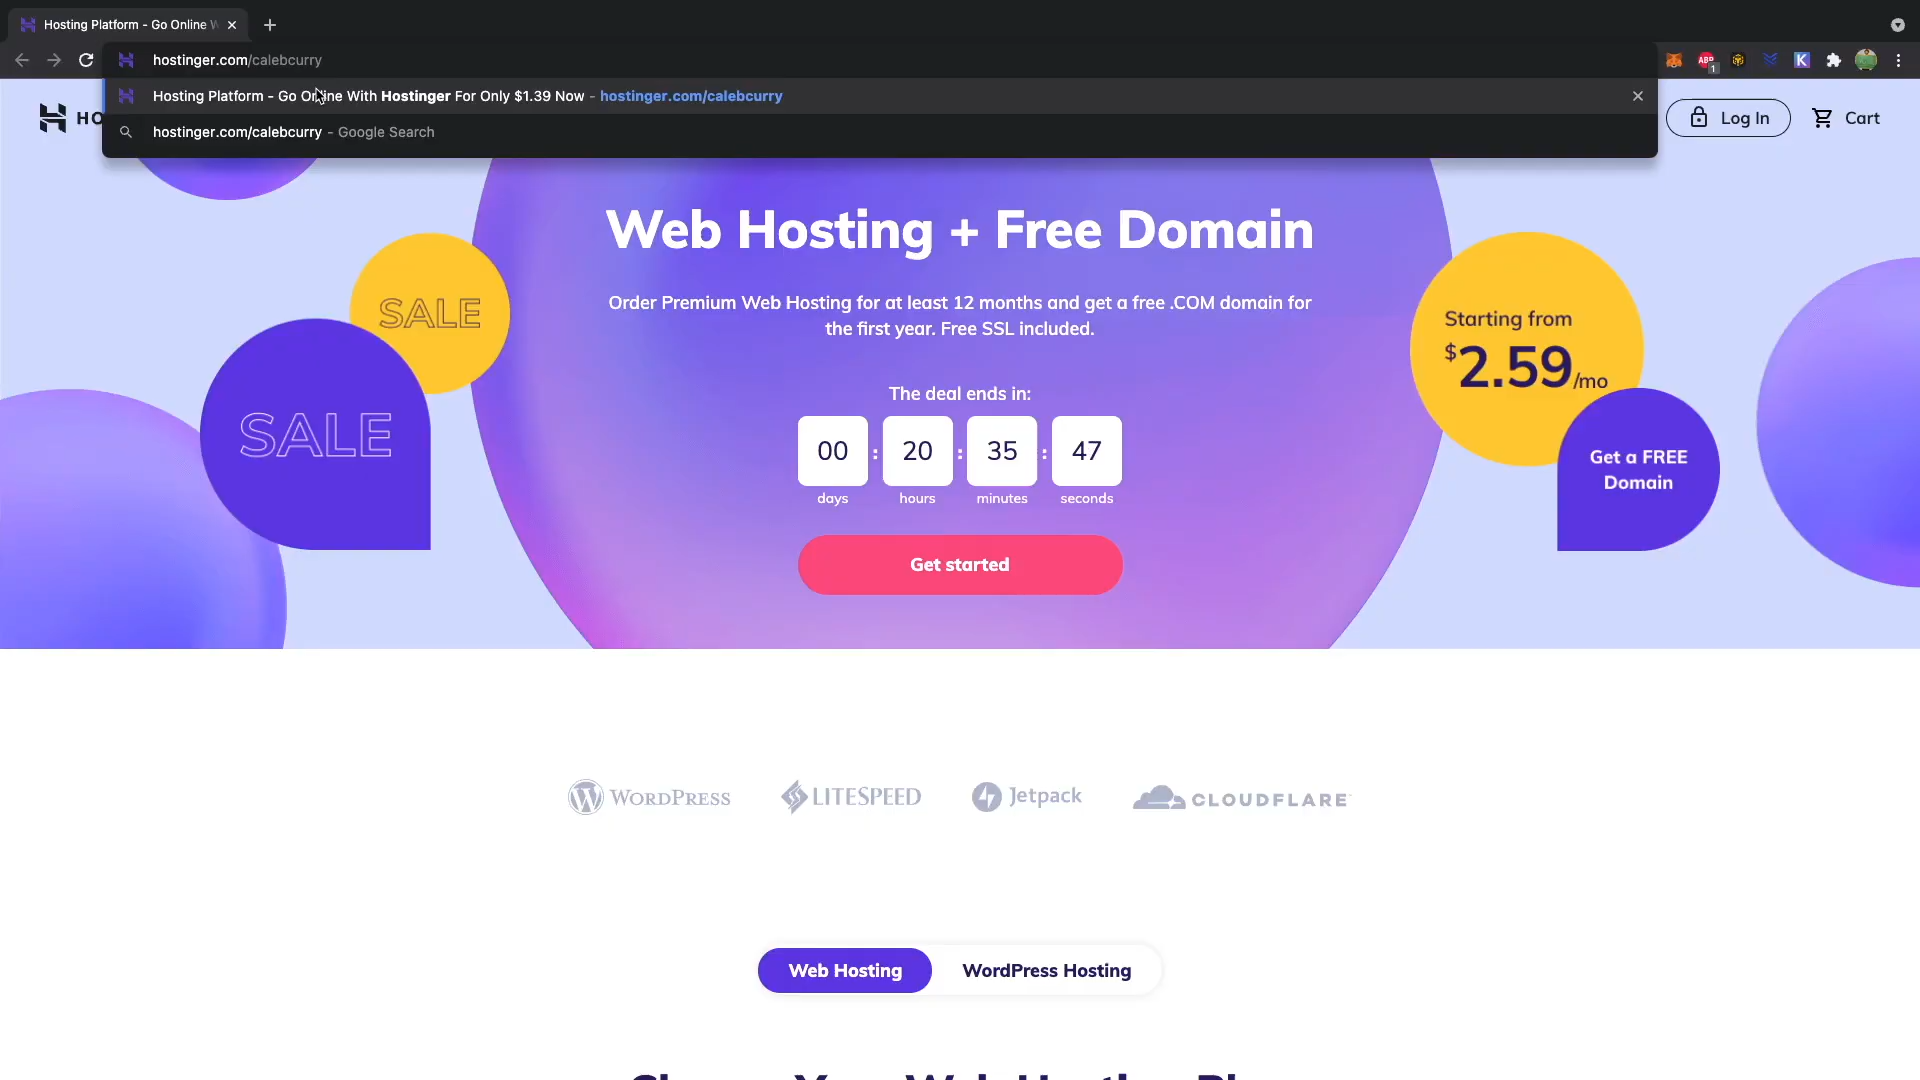 Hosting Platform - Go Online W
hostinger.com/calebcurry
Hosting Platform - Go Online With Hostinger For Only $1.39 Now - hostinger.com/calebcurry
hostinger.com/calebcurry - Google Search
HO
Log In
Cart
ABP
1
K
Web Hosting + Free Domain
Order Premium Web Hosting for at least 12 months and get a free .COM domain for
the first year. Free SSL included.
SALE
SALE
Starting from
$2.59/mo
Get a FREE
Domain
The deal ends in:
00 : 20 : 35 : 47
days hours minutes seconds
Get started
WORDPRESS
LITESPEED
Jetpack
CLOUDFLARE
Web Hosting
WordPress Hosting